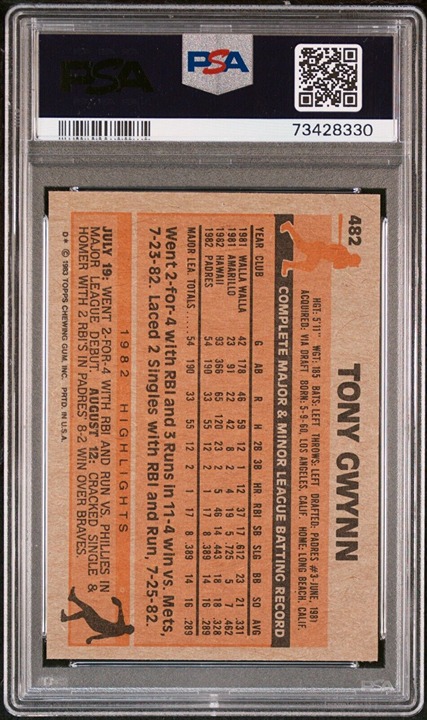 PSA
PSA
73428330
482
TONY GWYNN
HGT: 5'11" WGT: 185 BATS: LEFT THROWS: LEFT DRAFTED: PADRES #3-JUNE, 1981
ACQUIRED: VIA DRAFT BORN: 5-9-60, LOS ANGELES, CALIF. HOME: LONG BEACH, CALIF.
COMPLETE MAJOR & MINOR LEAGUE BATTING RECORD
YEAR CLUB G AB R H 2B 3B HR RBI SB SLG BB SO AVG
1981 WALLA WALLA 42 178 46 59 12 1 12 37 17 .612 23 21 .331
1981 AMARILLO 23 91 22 42 8 2 4 19 5 .725 5 7 .462
1982 HAWAII 93 366 65 120 23 2 5 46 14 .443 18 18 .328
1982 PADRES 54 190 33 55 12 2 1 17 8 .389 14 16 .289
MAJOR LEA. TOTALS 54 190 33 55 12 2 1 17 8 .389 14 16 .289
Went 2-for-4 with RBI and 3 Runs in 11-4 win vs. Mets,
7-23-82. Laced 2 Singles with RBI and Run, 7-25-82.
1982 HIGHLIGHTS
JULY 19: WENT 2-FOR-4 WITH RBI AND RUN VS. PHILLIES IN
MAJOR LEAGUE DEBUT. AUGUST 12: CRACKED SINGLE &
HOMER WITH 2 RBI'S IN PADRES' 8-2 WIN OVER BRAVES
D* © 1983 TOPPS CHEWING GUM, INC. PRTD. IN U.S.A.